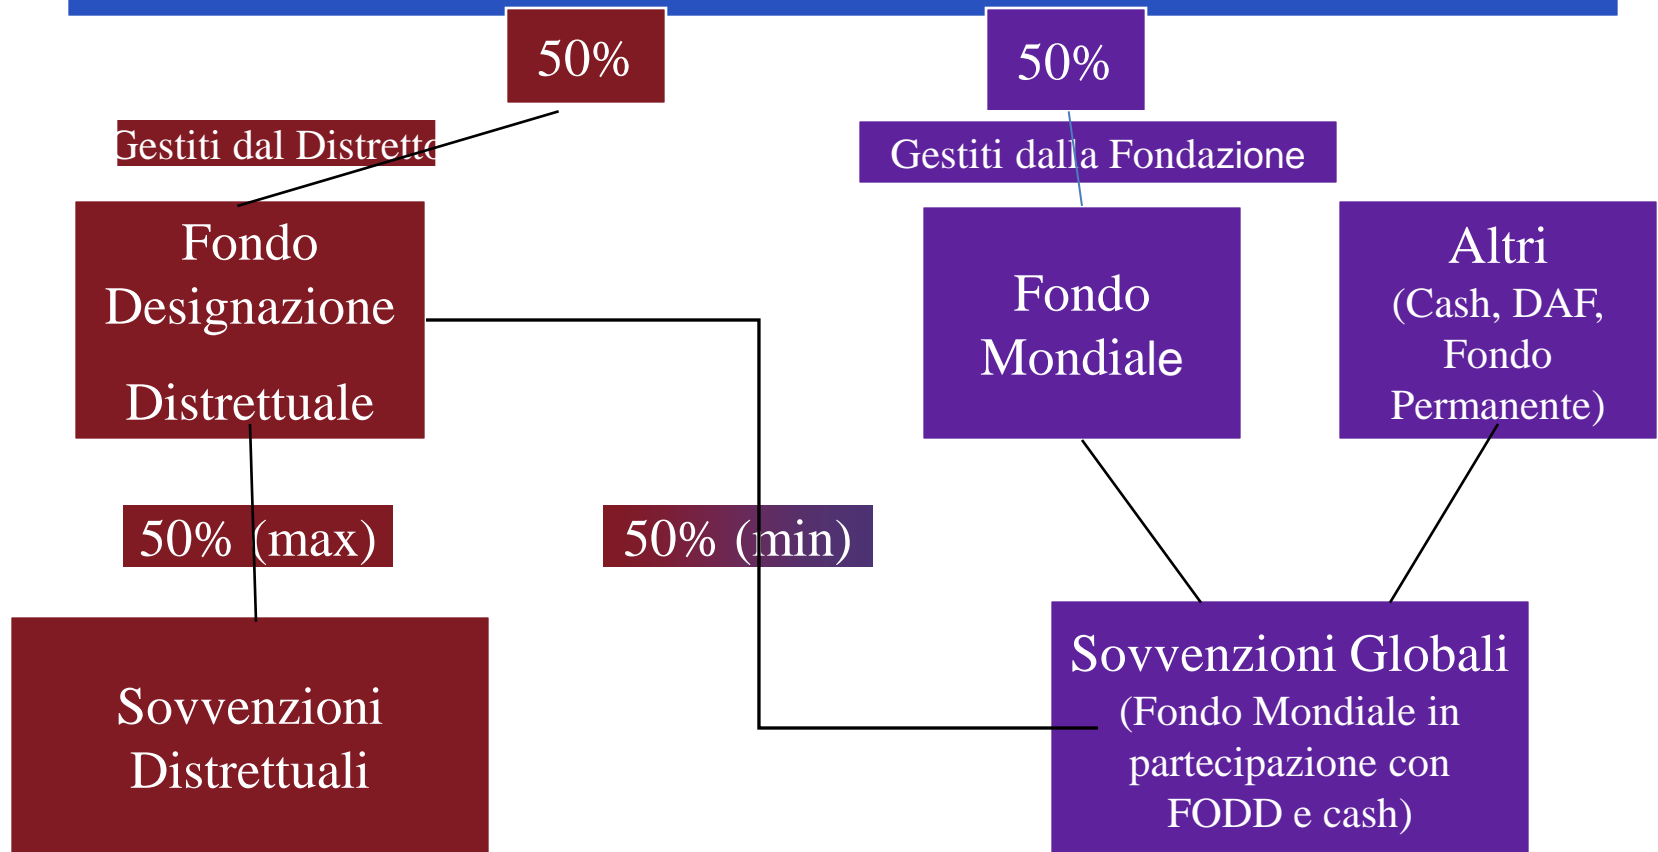 50%
50%
Gestiti dal Distretto
Gestiti dalla Fondazione
Fondo
Designazione
Distrettuale
Fondo
Mondiale
Altri
(Cash, DAF,
Fondo
Permanente)
50% (max)
50% (min)
Sovvenzioni
Distrettuali
Sovvenzioni Globali
(Fondo Mondiale in
partecipazione con
FODD e cash)